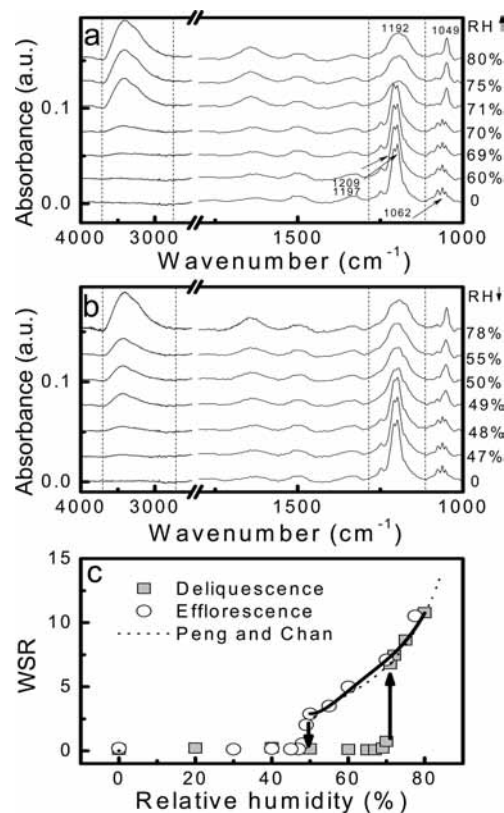 a
1192
1049
RH
80%
75%
71%
70%
69%
60%
0
1209
1197
1062
0.1
0.0
Absorbance (a.u.)
4000 3000 1500 1000
Wavenumber (cm⁻¹)
b
RH↓
78%
55%
50%
49%
48%
47%
0
0.1
0.0
Absorbance (a.u.)
4000 3000 1500 1000
Wavenumber (cm⁻¹)
c
Deliquescence
Efflorescence
Peng and Chan
15
10
5
0
WSR
0 20 40 60 80
Relative humidity (%)